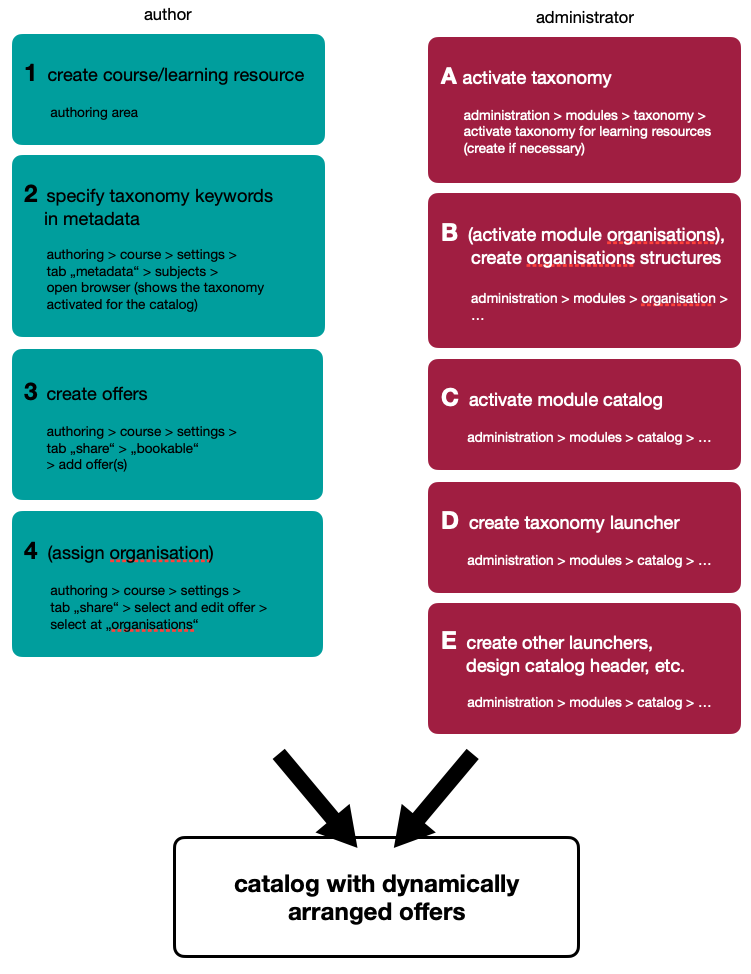 author
1 create course/learning resource
authoring area
2 specify taxonomy keywords
in metadata
authoring > course > settings >
tab „metadata“ > subjects >
open browser (shows the taxonomy
activated for the catalog)
3 create offers
authoring > course > settings >
tab „share“ > „bookable“
> add offer(s)
4 (assign organisation)
authoring > course > settings >
tab „share“ > select and edit offer >
select at „organisations“
administrator
A activate taxonomy
administration > modules > taxonomy >
activate taxonomy for learning resources
(create if necessary)
B (activate module organisations),
create organisations structures
administration > modules > organisation >
...
C activate module catalog
administration > modules > catalog > ...
D create taxonomy launcher
administration > modules > catalog > ...
E create other launchers,
design catalog header, etc.
administration > modules > catalog > ...
catalog with dynamically
arranged offers